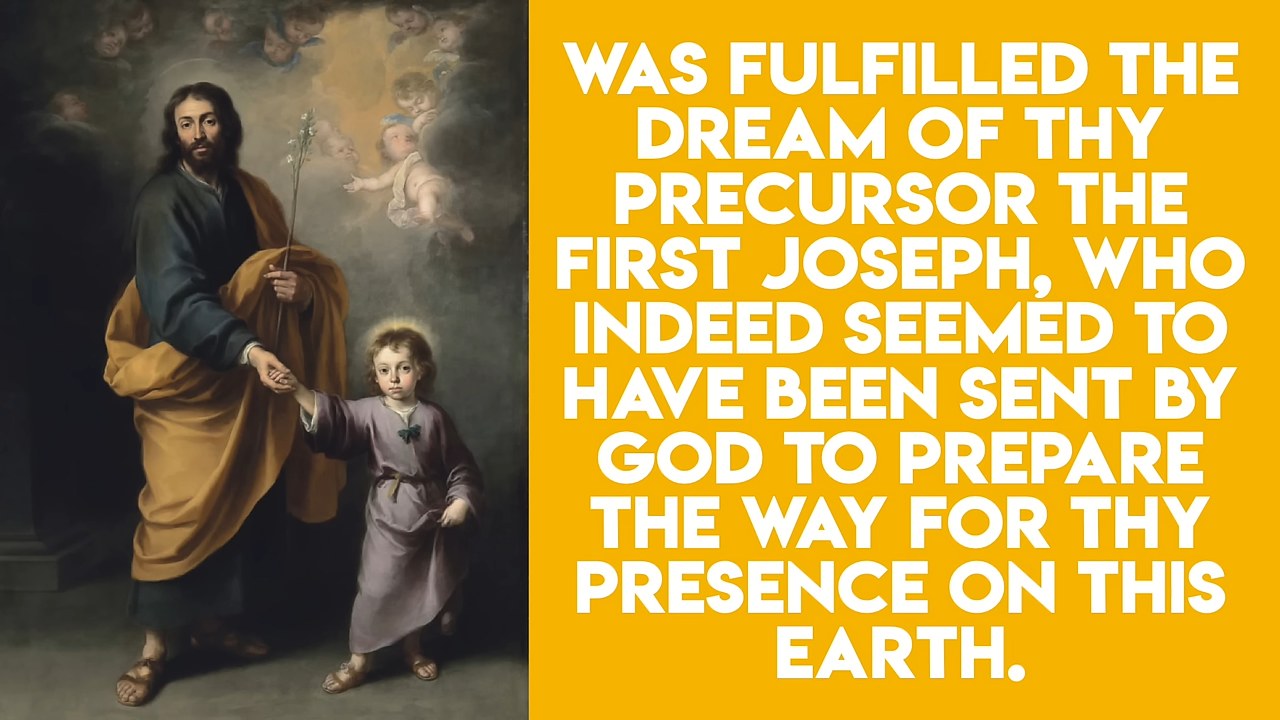 WAS FULFILLED THE
DREAM OF THY
PRECURSOR THE
FIRST JOSEPH, WHO
INDEED SEEMED TO
HAVE BEEN SENT BY
GOD TO PREPARE
THE WAY FOR THY
PRESENCE ON THIS
EARTH.